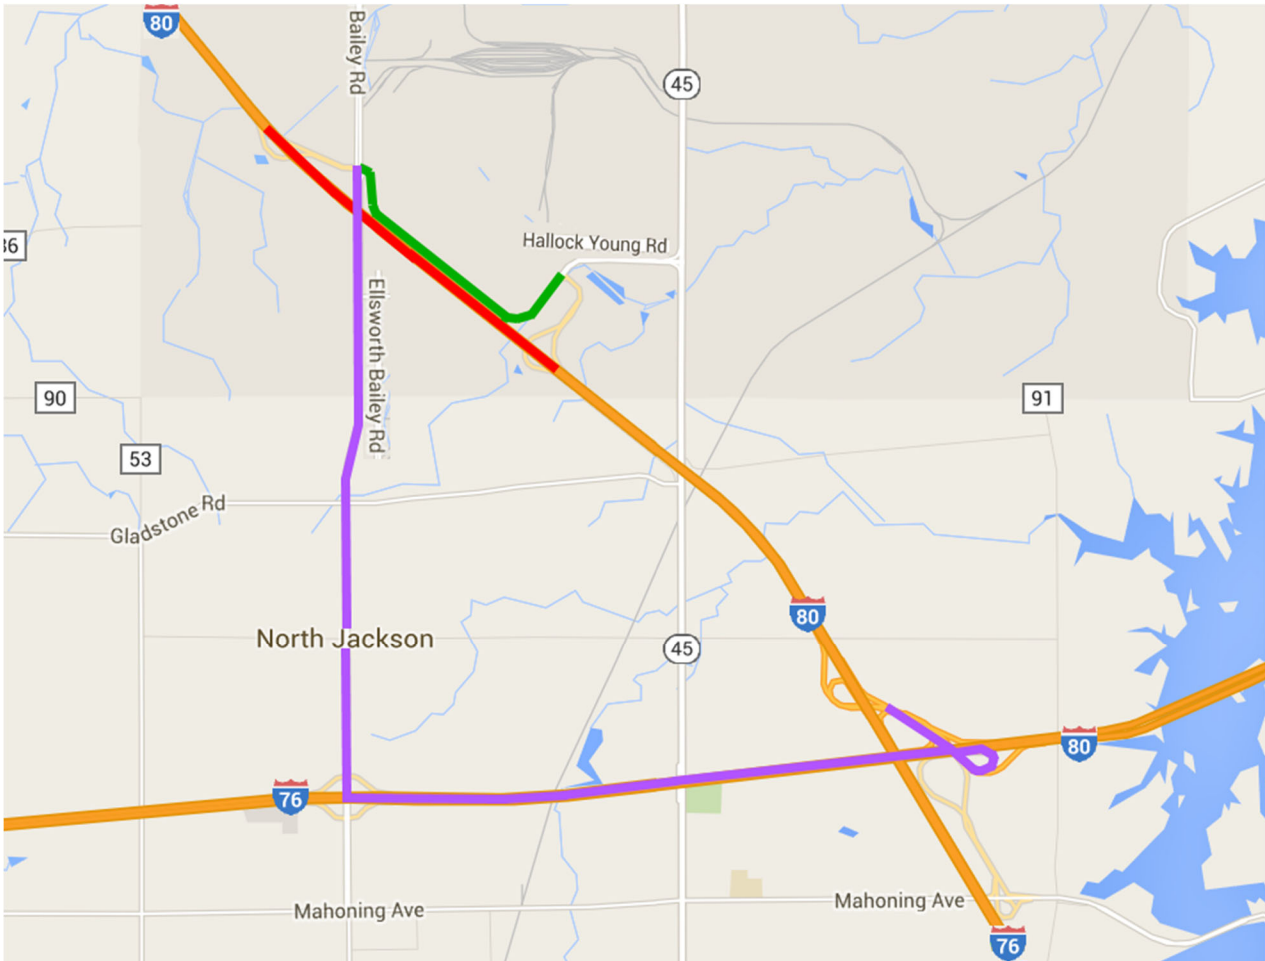 80
Bailey Rd
45
36
Hallock Young Rd
Ellsworth Bailey Rd
90
91
53
Gladstone Rd
80
North Jackson
45
80
76
Mahoning Ave
Mahoning Ave
76